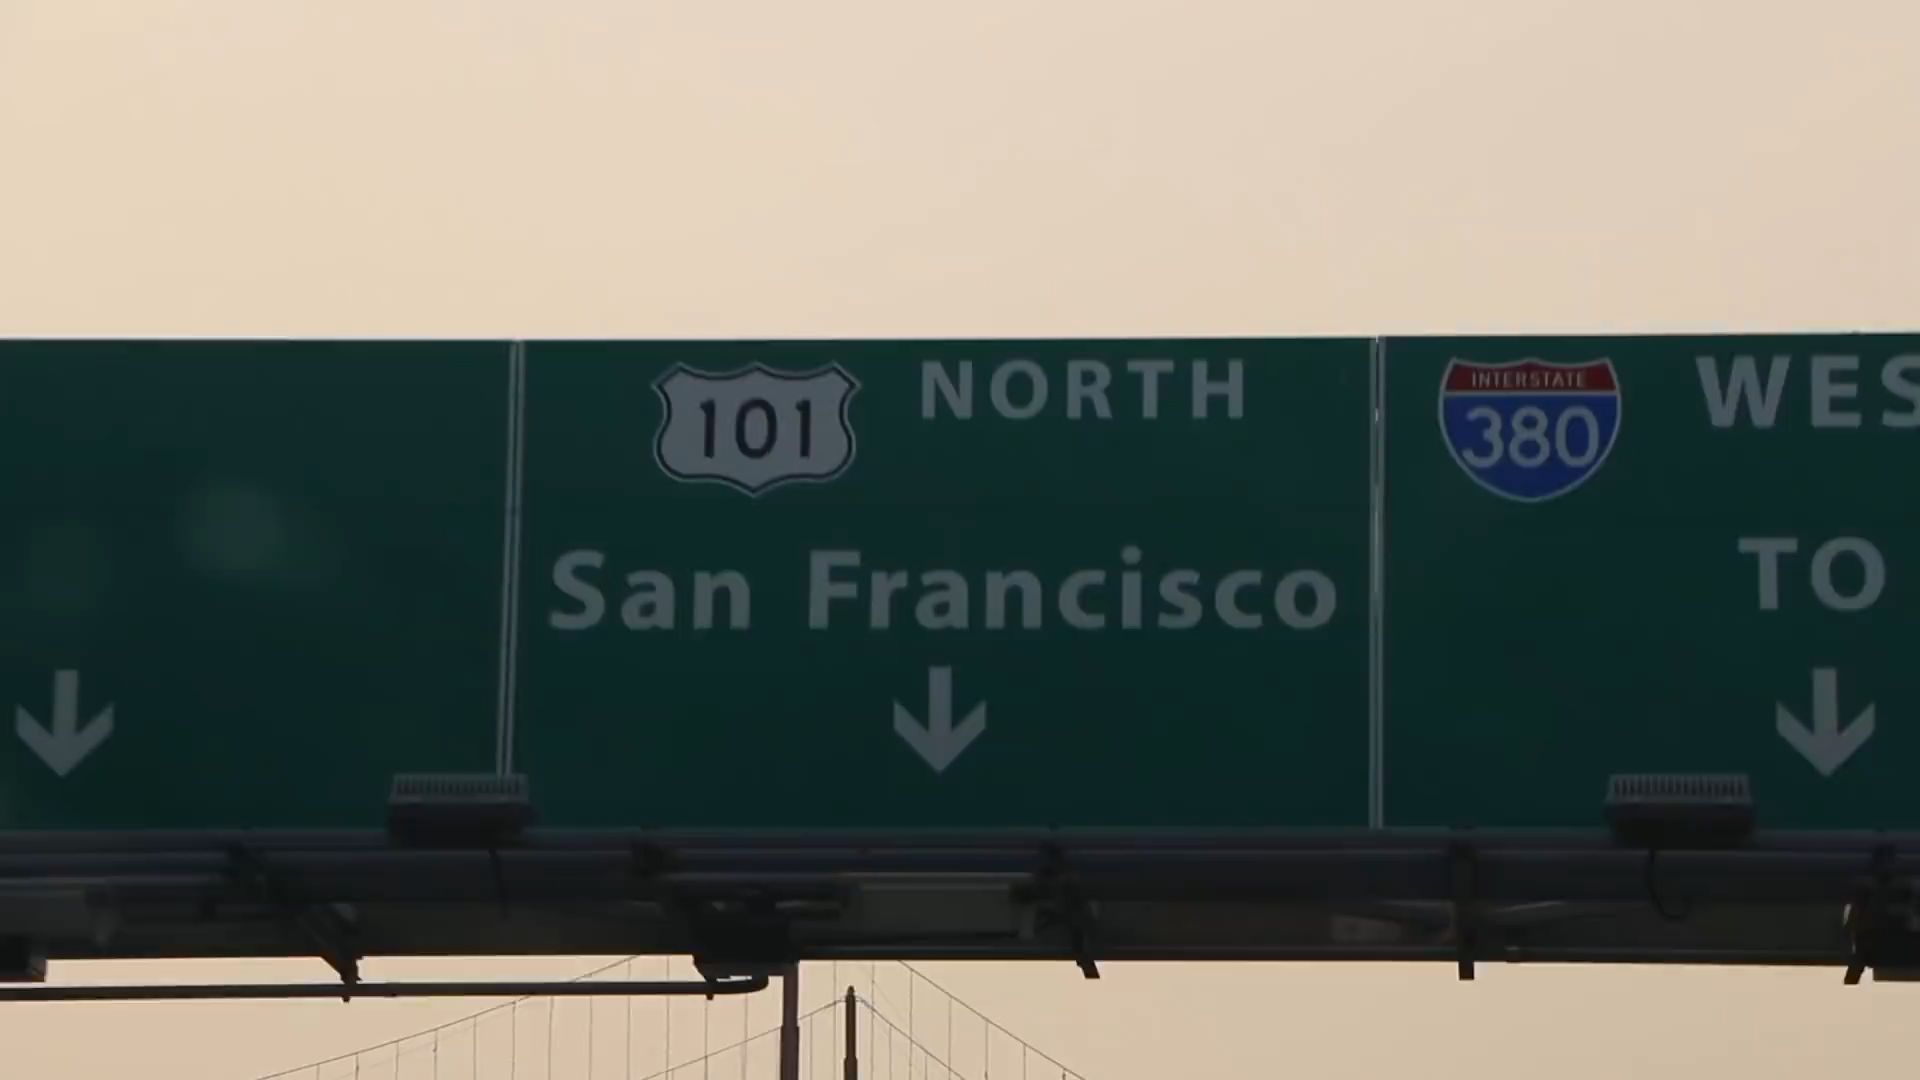 101 NORTH
San Francisco
INTERSTATE
380
WES
TO